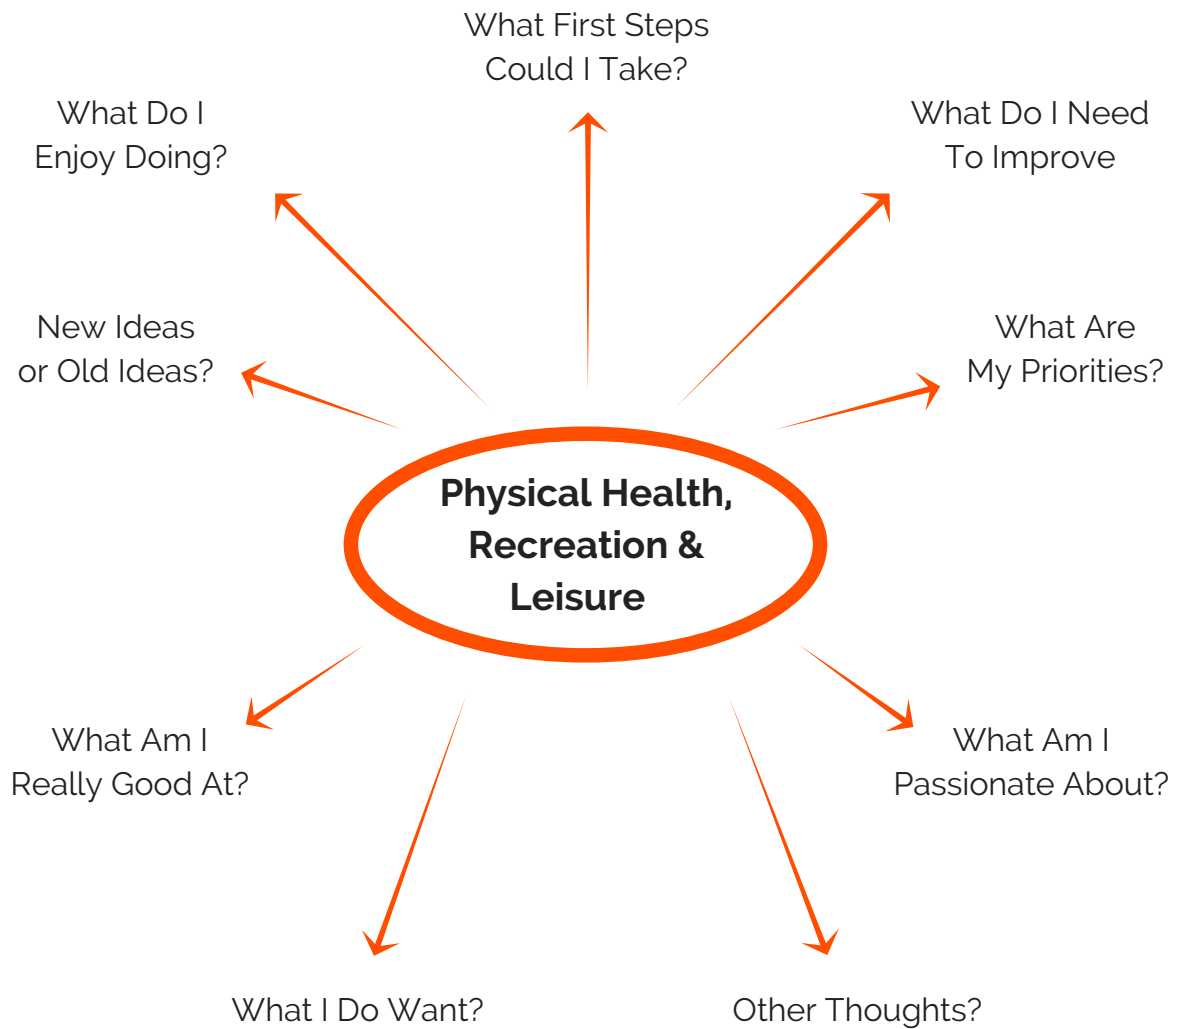 What First Steps
Could I Take?
What Do I
Enjoy Doing?
What Do I Need
To Improve
New Ideas
or Old Ideas?
What Are
My Priorities?
Physical Health,
Recreation &
Leisure
What Am I
Really Good At?
What Am I
Passionate About?
What I Do Want?
Other Thoughts?